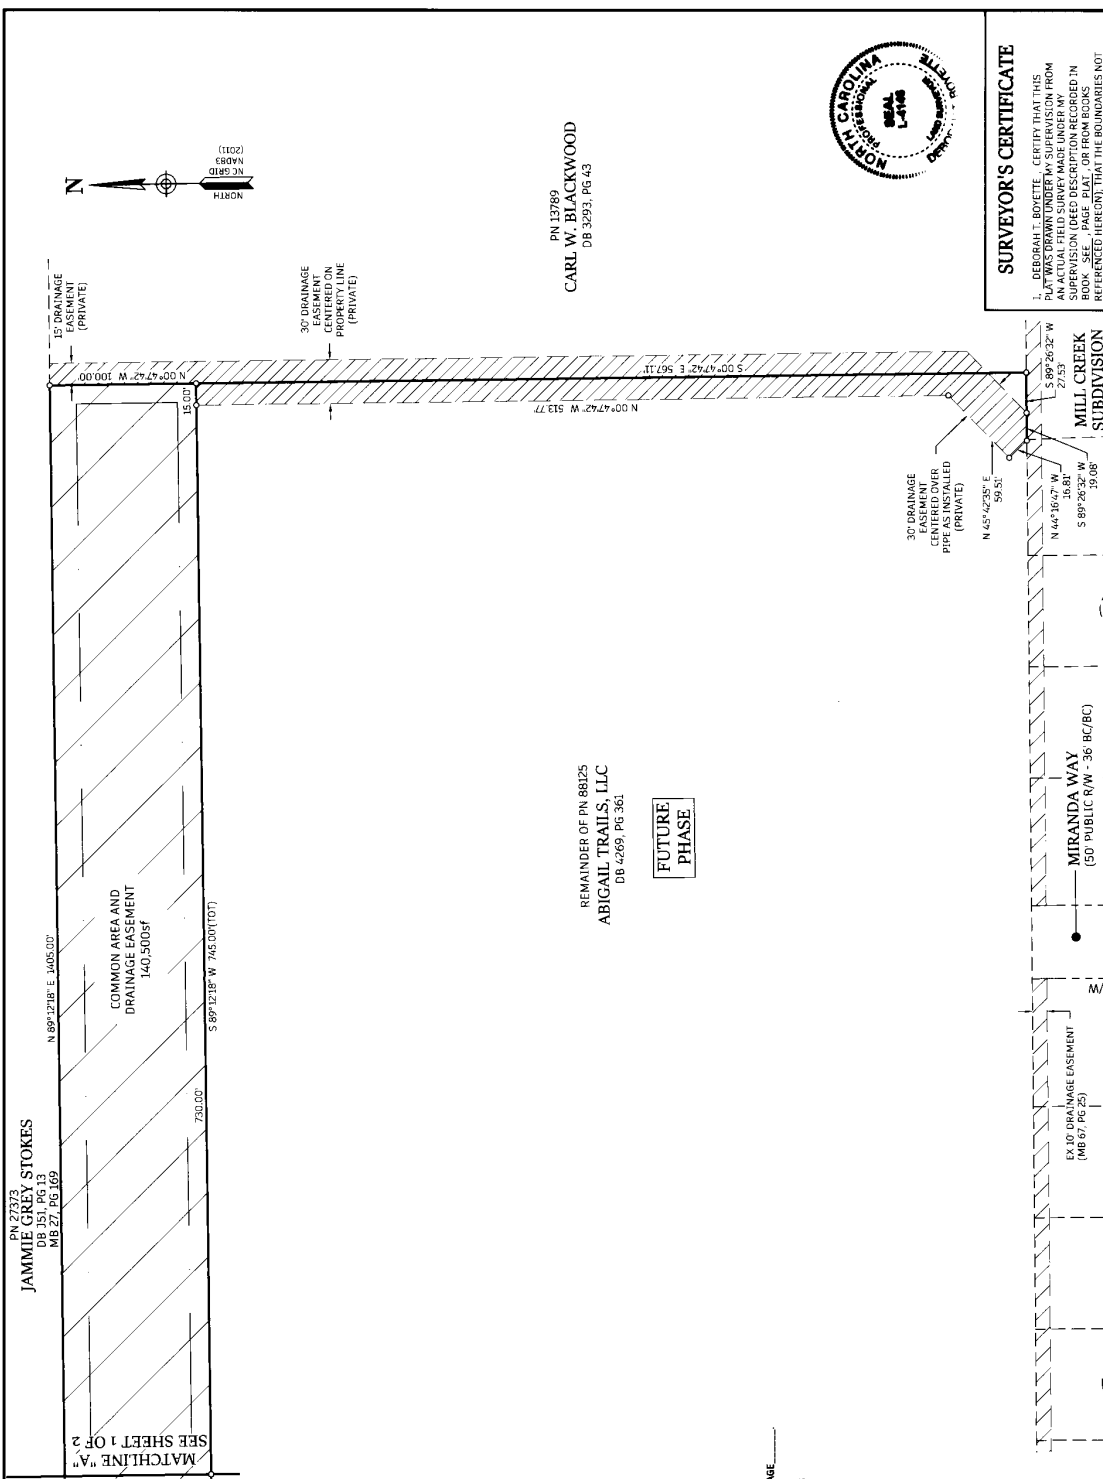 PN 27373
JAMMIE GREY STOKES
DB J51, PG 13
MB 27, PG 169
N 89°12'18" E 1405.00'
COMMON AREA AND
DRAINAGE EASEMENT
140,500sf
S 89°12'18" W 745.00'(TOT)
730.00'
15.00'
MATCHLINE "A"
SEE SHEET 1 OF 2
N
NORTH
NC GRID
NAD83
(2011)
15' DRAINAGE
EASEMENT
(PRIVATE)
N 00°47'42" W 100.00'
30' DRAINAGE
EASEMENT
CENTERED ON
PROPERTY LINE
(PRIVATE)
S 00°47'42" E 567.11'
N 00°47'42" W 513.77'
PN 13789
CARL W. BLACKWOOD
DB 3293, PG 43
REMAINDER OF PN 88125
ABIGAIL TRAILS, LLC
DB 4269, PG 361
FUTURE
PHASE
30' DRAINAGE
EASEMENT
CENTERED OVER
PIPE AS INSTALLED
(PRIVATE)
N 45°42'35" E
59.51'
N 44°16'47" W
16.81'
S 89°26'32" W
19.08'
S 89°26'32" W
27.53'
MILL CREEK
SUBDIVISION
MIRANDA WAY
(50' PUBLIC R/W - 36' BC/BC)
EX 10' DRAINAGE EASEMENT
(MB 67, PG 25)
NORTH CAROLINA
PROFESSIONAL
SEAL
L-4148
LAND SURVEYOR
BOYETTE
SURVEYOR'S CERTIFICATE
I, DEBORAH T. BOYETTE, CERTIFY THAT THIS
PLAT WAS DRAWN UNDER MY SUPERVISION FROM
AN ACTUAL FIELD SURVEY MADE UNDER MY
SUPERVISION (DEED DESCRIPTION RECORDED IN
BOOK SEE , PAGE PLAT , OR FROM BOOKS
REFERENCED HEREON); THAT THE BOUNDARIES NOT